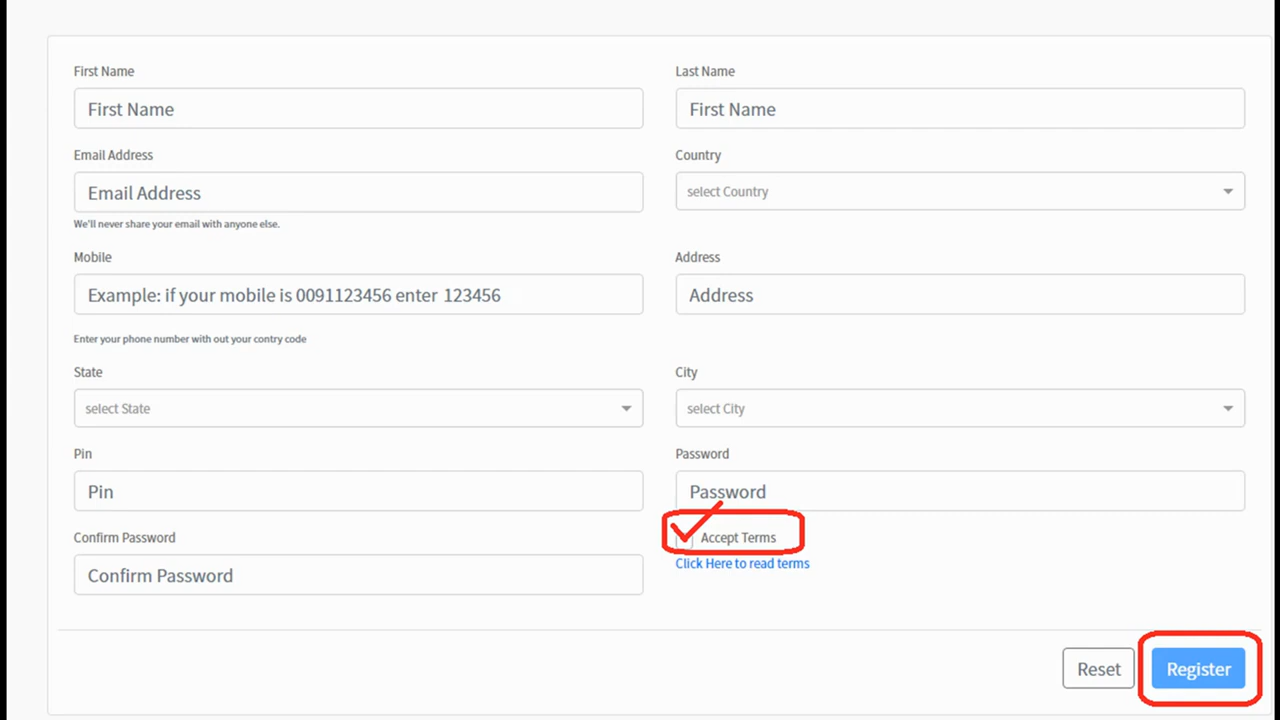 First Name
Last Name
First Name
First Name
Email Address
Country
Email Address
select Country
We'll never share your email with anyone else.
Mobile
Address
Example: if your mobile is 0091123456 enter 123456
Address
Enter your phone number with out your contry code
State
City
select State
select City
Pin
Password
Pin
Password
Confirm Password
Accept Terms
Confirm Password
Click Here to read terms
Reset
Register